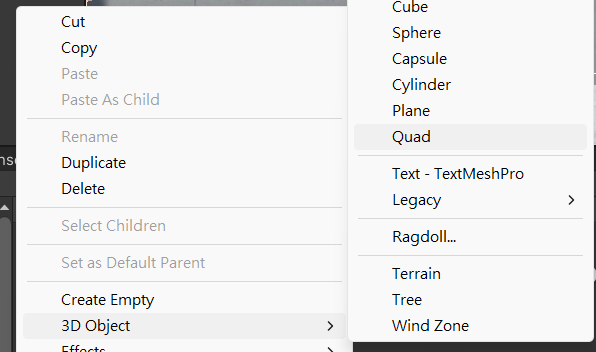 Cut
Copy
Paste
Paste As Child
Rename
Duplicate
Delete
Select Children
Set as Default Parent
Create Empty
3D Object
Effects
Cube
Sphere
Capsule
Cylinder
Plane
Quad
Text - TextMeshPro
Legacy
Ragdoll...
Terrain
Tree
Wind Zone